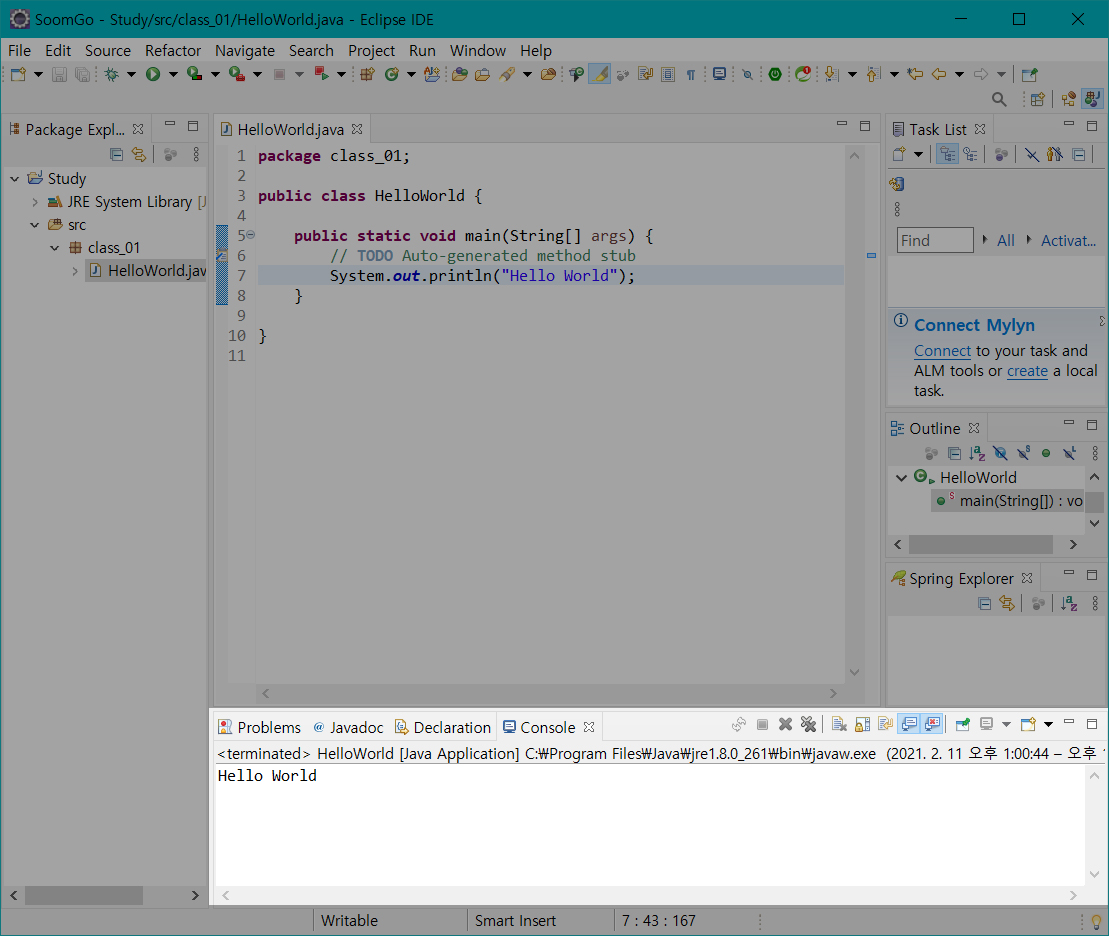 SoomGo - Study/src/class_01/HelloWorld.java - Eclipse IDE
File Edit Source Refactor Navigate Search Project Run Window Help
Package Expl...
Study
JRE System Library [J
src
class_01
HelloWorld.jav
HelloWorld.java
1 package class_01;
2
3 public class HelloWorld {
4
5 public static void main(String[] args) {
6 // TODO Auto-generated method stub
7 System.out.println("Hello World");
8 }
9
10 }
11
Task List
Find All Activat...
Connect Mylyn
Connect to your task and
ALM tools or create a local
task.
Outline
HelloWorld
main(String[]) : vo
Spring Explorer
Problems @ Javadoc Declaration Console
<terminated> HelloWorld [Java Application] C:₩Program Files₩Java₩jre1.8.0_261₩bin₩javaw.exe (2021. 2. 11 오후 1:00:44 – 오후
Hello World
Writable Smart Insert 7 : 43 : 167